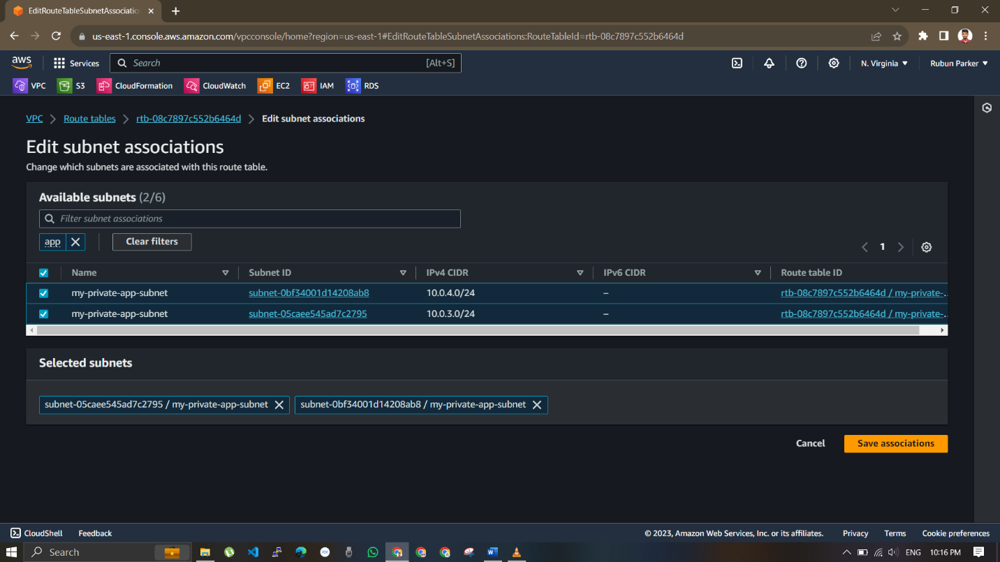 EditRouteTableSubnetAssociatio
us-east-1.console.aws.amazon.com/vpcconsole/home?region=us-east-1#EditRouteTableSubnetAssociations:RouteTableId=rtb-08c7897c552b6464d
aws Services Search [Alt+S] N. Virginia Rubun Parker
VPC S3 CloudFormation CloudWatch EC2 IAM RDS
VPC Route tables rtb-08c7897c552b6464d Edit subnet associations
Edit subnet associations
Change which subnets are associated with this route table.
Available subnets (2/6)
Filter subnet associations
app Clear filters
1
Name Subnet ID IPv4 CIDR IPv6 CIDR Route table ID
my-private-app-subnet subnet-0bf34001d14208ab8 10.0.4.0/24 – rtb-08c7897c552b6464d / my-private-…
my-private-app-subnet subnet-05caee545ad7c2795 10.0.3.0/24 – rtb-08c7897c552b6464d / my-private-…
Selected subnets
subnet-05caee545ad7c2795 / my-private-app-subnet subnet-0bf34001d14208ab8 / my-private-app-subnet
Cancel Save associations
CloudShell Feedback © 2023, Amazon Web Services, Inc. or its affiliates. Privacy Terms Cookie preferences
Search ENG 10:16 PM